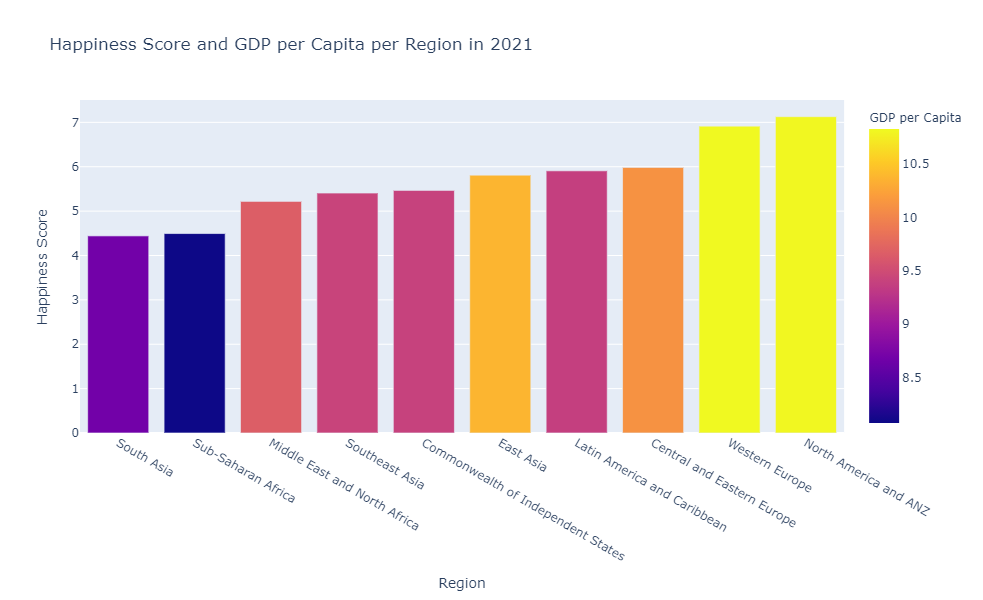 Happiness Score and GDP per Capita per Region in 2021
GDP per Capita
10.5
10
9.5
9
8.5
Happiness Score
7
6
5
4
3
2
1
0
South Asia
Sub-Saharan Africa
Middle East and North Africa
Southeast Asia
Commonwealth of Independent States
East Asia
Latin America and Caribbean
Central and Eastern Europe
Western Europe
North America and ANZ
Region